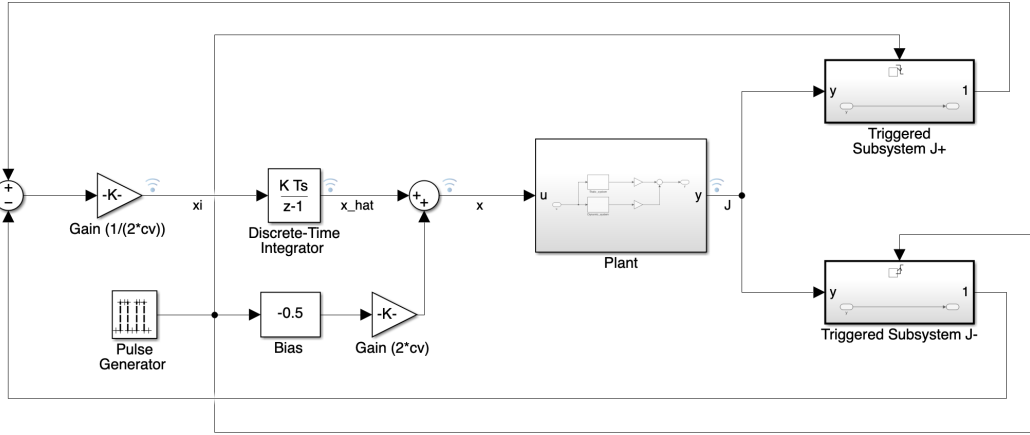 y
1
Triggered
Subsystem J+
+
−
-K-
Gain (1/(2*cv))
xi
K Ts
z-1
Discrete-Time
Integrator
x_hat
+
+
x
u
y
Plant
J
y
1
Triggered Subsystem J-
Pulse
Generator
-0.5
Bias
-K-
Gain (2*cv)